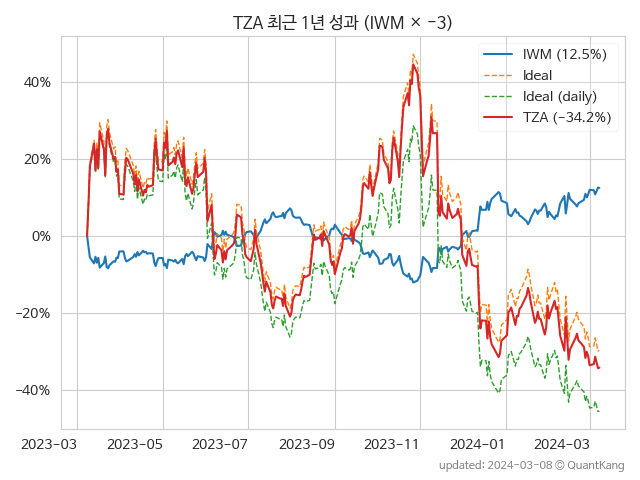 TZA 최근 1년 성과 (IWM × −3)
IWM (12.5%)
Ideal
Ideal (daily)
TZA (−34.2%)
40%
20%
0%
−20%
−40%
2023−03
2023−05
2023−07
2023−09
2023−11
2024−01
2024−03
updated: 2024−03−08 ⓒ QuantKang